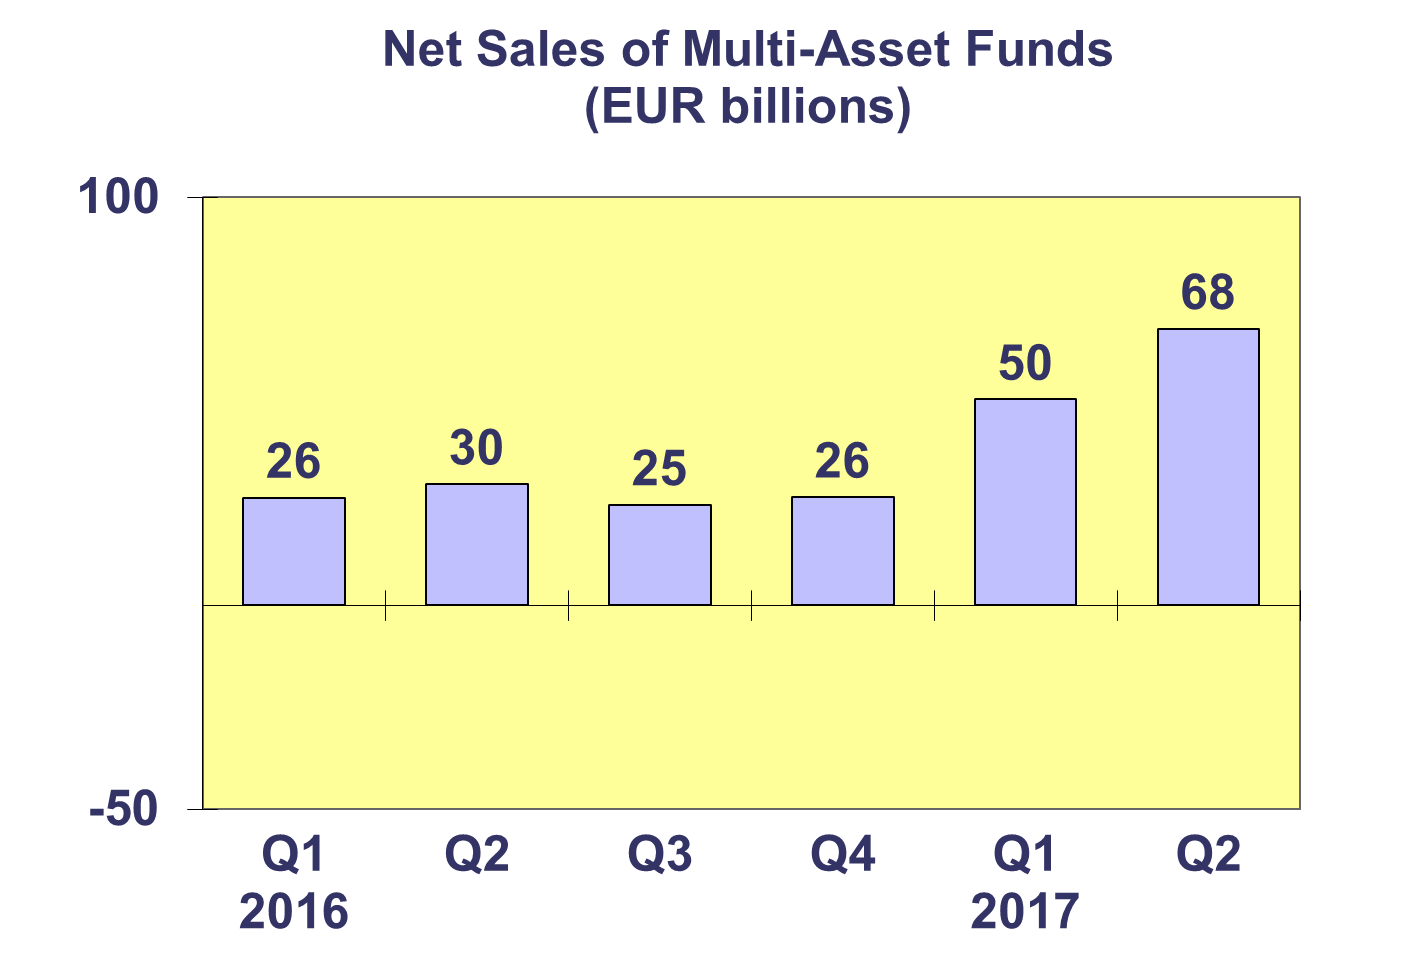 Net Sales of Multi-Asset Funds
(EUR billions)
100
68
50
26
30
25
26
-50
Q1
Q2
Q3
Q4
Q1
Q2
2016
2017